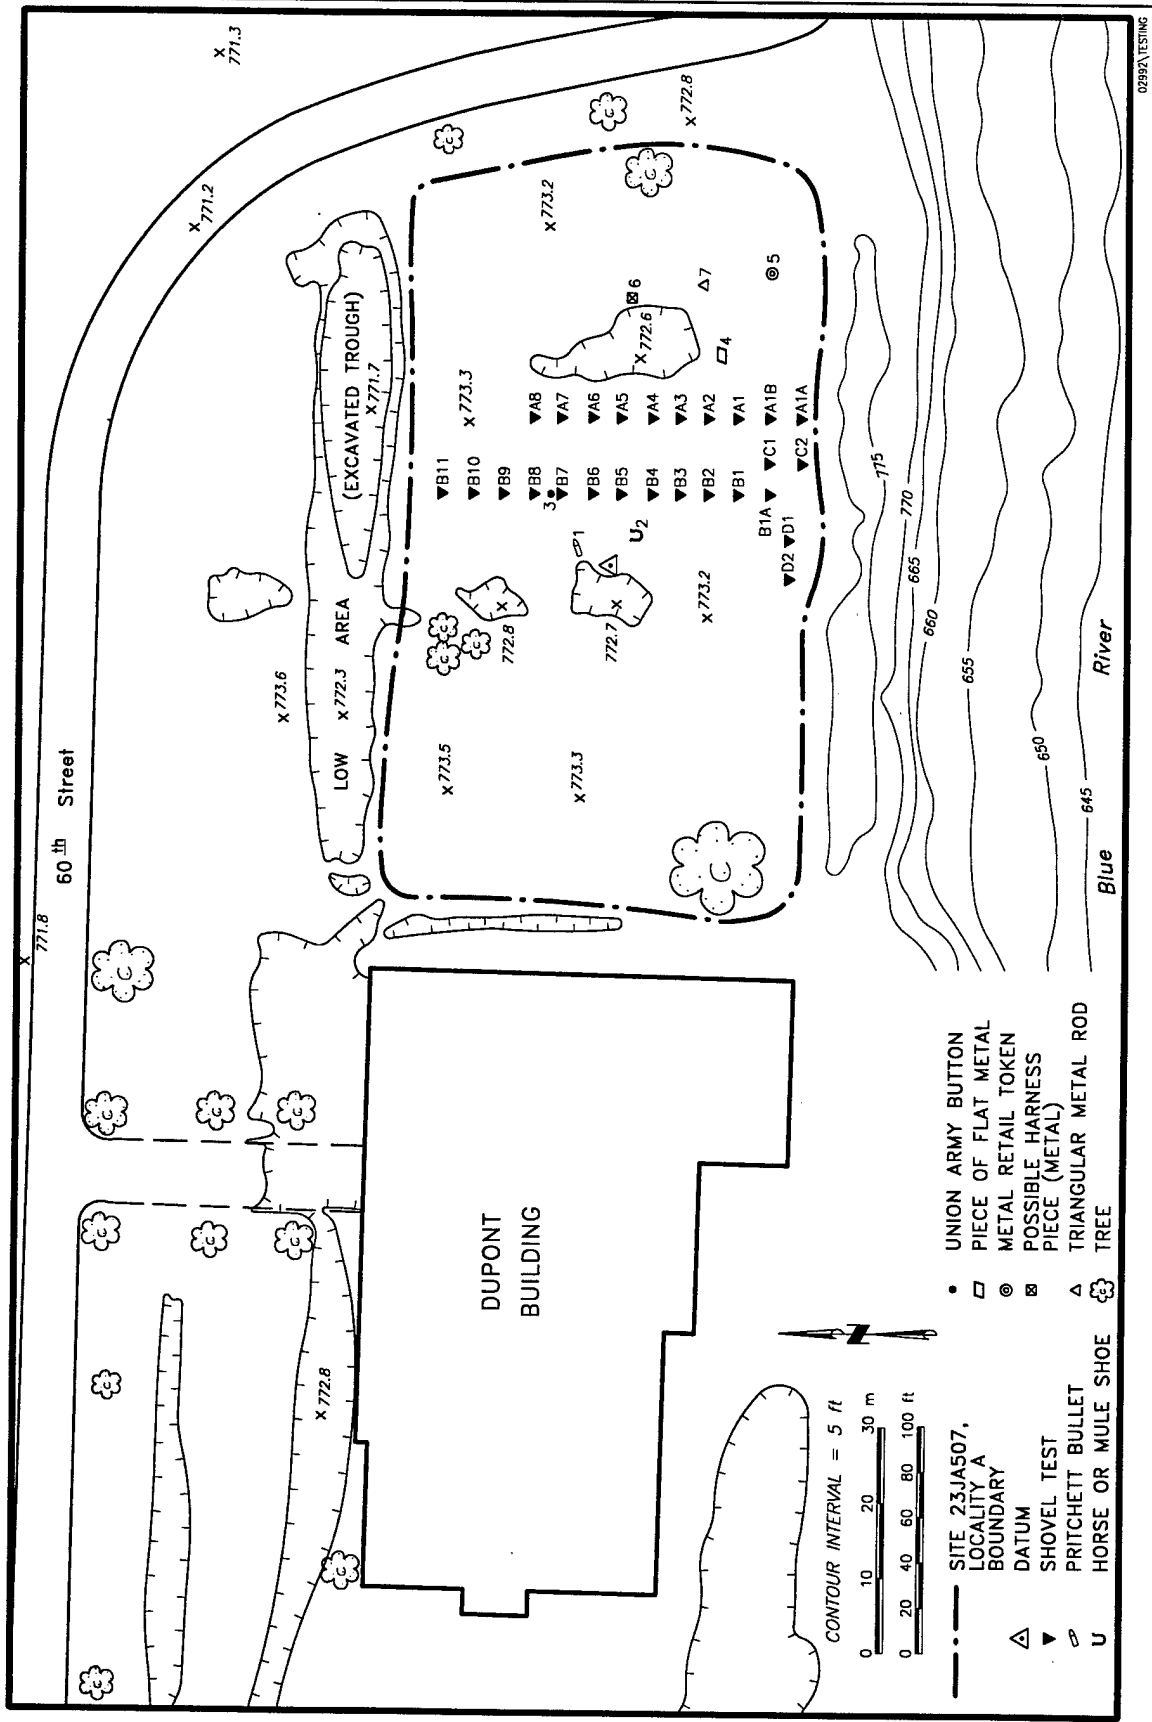 60th Street
771.8
771.2
771.3
x 773.6
LOW AREA
x 772.3
(EXCAVATED TROUGH)
x 771.7
x 772.8
x 773.5
x 773.3
772.8
x
772.7
x
x 773.3
x 773.2
x 773.2
x 772.6
x 772.8
B11
B10
B9
B8
3
B7
B6
B5
B4
B3
B2
B1
B1A
A8
A7
A6
A5
A4
A3
A2
A1
A1B
A1A
C1
C2
D1
D2
1
U2
4
5
6
7
DUPONT
BUILDING
775
770
665
660
655
650
645
Blue River
CONTOUR INTERVAL = 5 ft
0 10 20 30 m
0 20 40 60 80 100 ft
N
SITE 23JA507,
LOCALITY A
BOUNDARY
DATUM
SHOVEL TEST
PRITCHETT BULLET
U HORSE OR MULE SHOE
UNION ARMY BUTTON
PIECE OF FLAT METAL
METAL RETAIL TOKEN
POSSIBLE HARNESS
PIECE (METAL)
TRIANGULAR METAL ROD
TREE
02992\TESTING